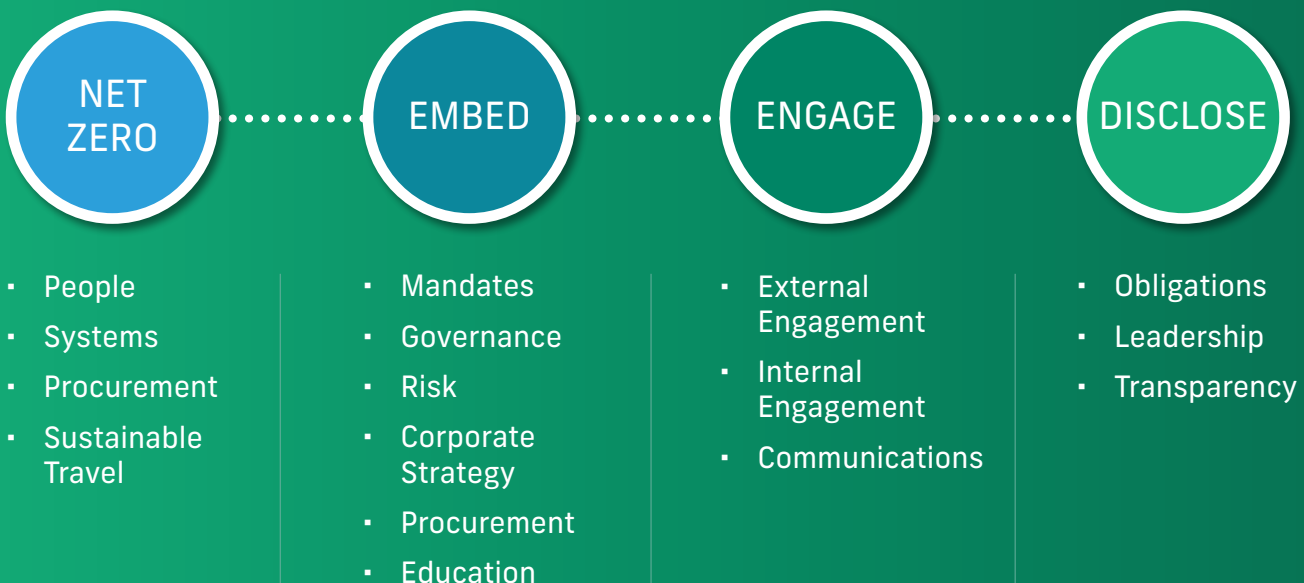 NET
ZERO
EMBED
ENGAGE
DISCLOSE
▪ People
▪ Systems
▪ Procurement
▪ Sustainable
Travel
▪ Mandates
▪ Governance
▪ Risk
▪ Corporate
Strategy
▪ Procurement
▪ Education
▪ External
Engagement
▪ Internal
Engagement
▪ Communications
▪ Obligations
▪ Leadership
▪ Transparency